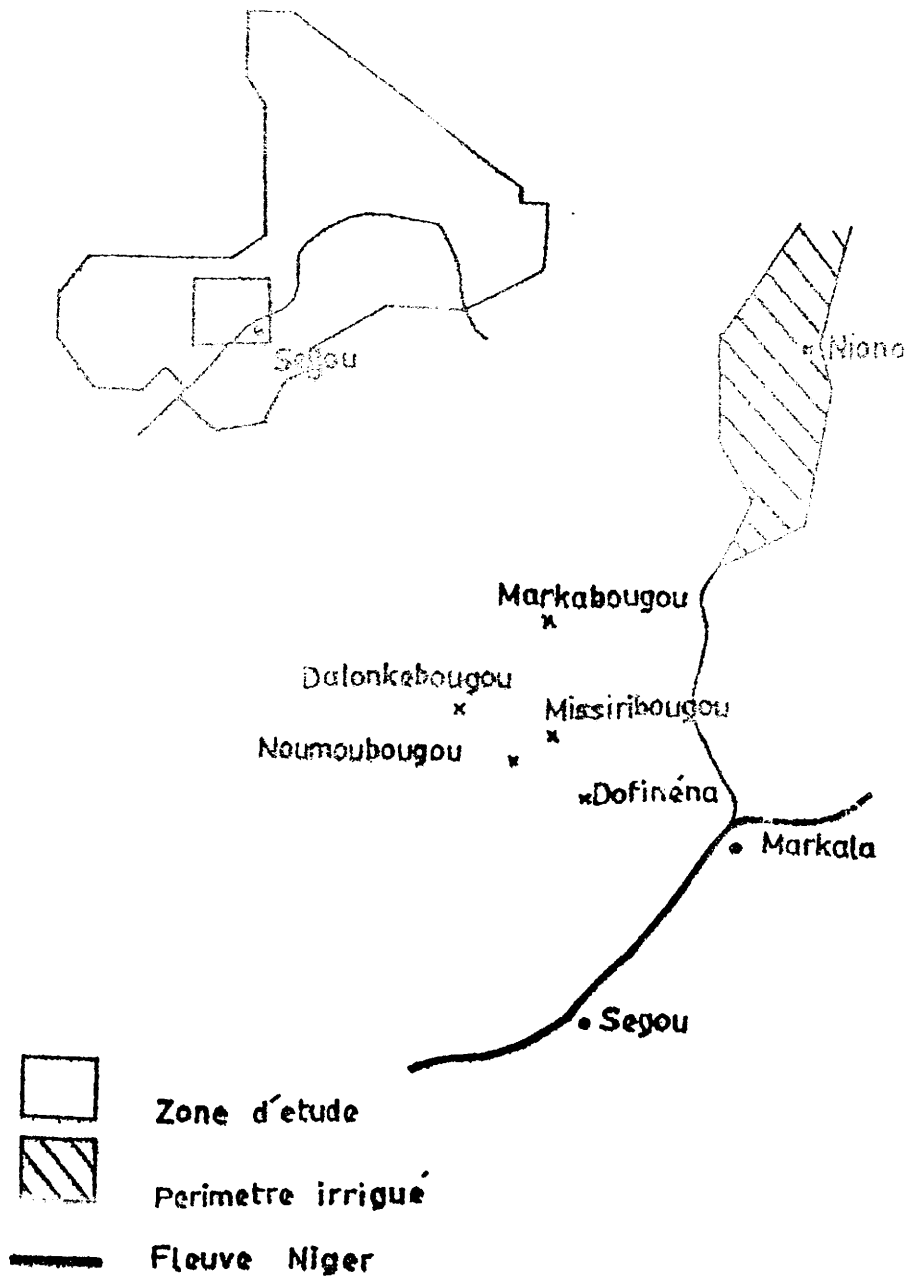 Segou
Niono
Markabougou
Dalonkebougou
Missiribougou
Noumoubougou
Dofinéna
Markala
Segou
Zone d'etude
Perimetre irrigué
Fleuve Niger